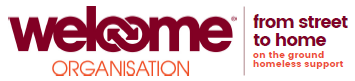 welcome®
ORGANISATION
from street
to home
on the ground
homeless support